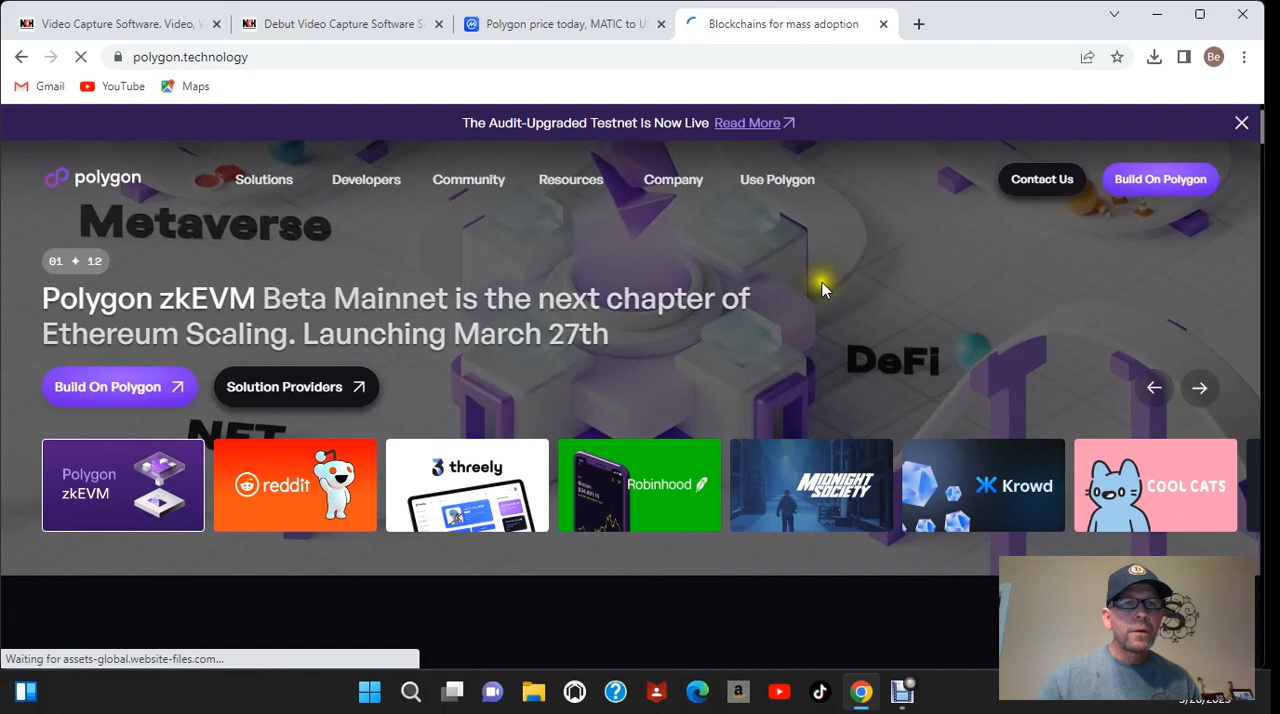 NCH Video Capture Software. Video, W
NCH Debut Video Capture Software S
Polygon price today, MATIC to U
Blockchains for mass adoption
polygon.technology
Be
Gmail
YouTube
Maps
The Audit-Upgraded Testnet Is Now Live Read More
polygon
Solutions
Developers
Community
Resources
Company
Use Polygon
Contact Us
Build On Polygon
Metaverse
01 ✦ 12
Polygon zkEVM Beta Mainnet is the next chapter of
Ethereum Scaling. Launching March 27th
DeFi
Build On Polygon
Solution Providers
NFT
Polygon
zkEVM
reddit
threely
Robinhood
MIDNIGHT
SOCIETY
Krowd
COOL CATS
Waiting for assets-global.website-files.com...